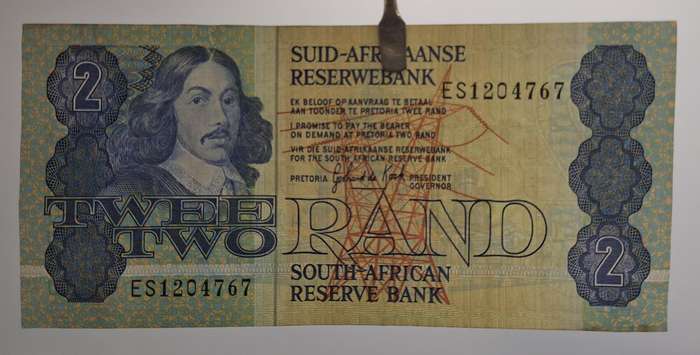 2
SUID-AFRIKAANSE
RESERWEBANK
ES1204767
EK BELOOF OP AANVRAAG TE BETAAL
AAN TOONDER TE PRETORIA TWEE RAND
I PROMISE TO PAY THE BEARER
ON DEMAND AT PRETORIA TWO RAND
VIR DIE SUID-AFRIKAANSE RESERWEBANK
FOR THE SOUTH AFRICAN RESERVE BANK
PRETORIA PRESIDENT
GOVERNOR
TWEE
TWO RAND
2
SOUTH-AFRICAN
RESERVE BANK
ES1204767